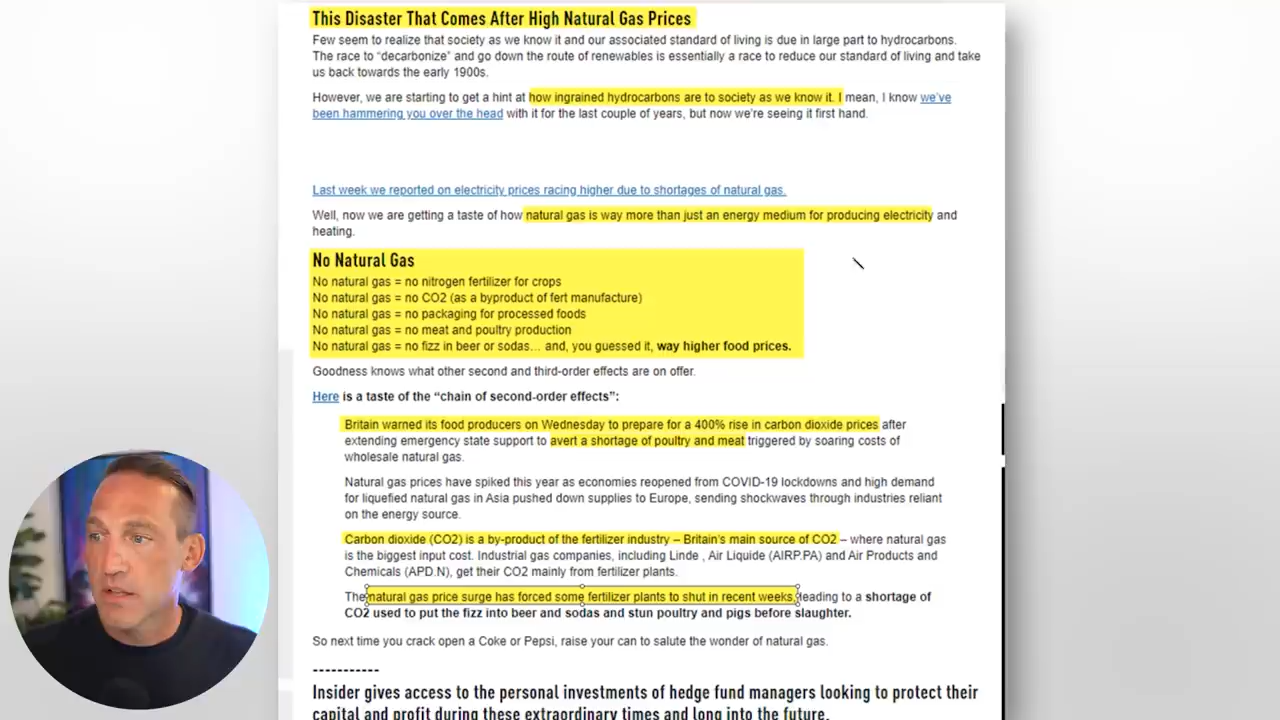 This Disaster That Comes After High Natural Gas Prices
Few seem to realize that society as we know it and our associated standard of living is due in large part to hydrocarbons.
The race to “decarbonize” and go down the route of renewables is essentially a race to reduce our standard of living and take
us back towards the early 1900s.
However, we are starting to get a hint at how ingrained hydrocarbons are to society as we know it. I mean, I know we’ve
been hammering you over the head with it for the last couple of years, but now we’re seeing it first hand.
Last week we reported on electricity prices racing higher due to shortages of natural gas.
Well, now we are getting a taste of how natural gas is way more than just an energy medium for producing electricity and
heating.
No Natural Gas
No natural gas = no nitrogen fertilizer for crops
No natural gas = no CO2 (as a byproduct of fert manufacture)
No natural gas = no packaging for processed foods
No natural gas = no meat and poultry production
No natural gas = no fizz in beer or sodas... and, you guessed it, way higher food prices.
Goodness knows what other second and third-order effects are on offer.
Here is a taste of the “chain of second-order effects”:
Britain warned its food producers on Wednesday to prepare for a 400% rise in carbon dioxide prices after
extending emergency state support to avert a shortage of poultry and meat triggered by soaring costs of
wholesale natural gas.
Natural gas prices have spiked this year as economies reopened from COVID-19 lockdowns and high demand
for liquefied natural gas in Asia pushed down supplies to Europe, sending shockwaves through industries reliant
on the energy source.
Carbon dioxide (CO2) is a by-product of the fertilizer industry – Britain’s main source of CO2 – where natural gas
is the biggest input cost. Industrial gas companies, including Linde , Air Liquide (AIRP.PA) and Air Products and
Chemicals (APD.N), get their CO2 mainly from fertilizer plants.
The natural gas price surge has forced some fertilizer plants to shut in recent weeks, leading to a shortage of
CO2 used to put the fizz into beer and sodas and stun poultry and pigs before slaughter.
So next time you crack open a Coke or Pepsi, raise your can to salute the wonder of natural gas.
-----------
Insider gives access to the personal investments of hedge fund managers looking to protect their
capital and profit during these extraordinary times and long into the future.